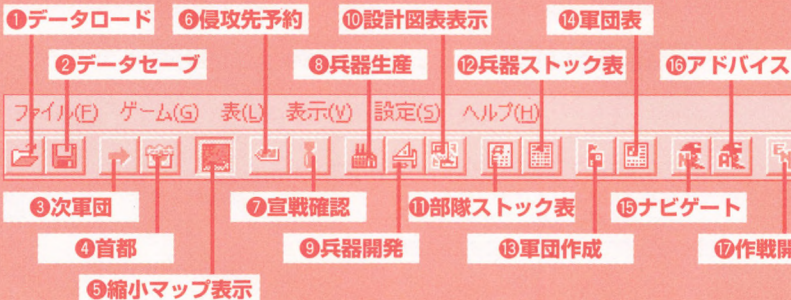 ❶データロード
❻侵攻先予約
❿設計図表表示
⓮軍団表
❷データセーブ
❽兵器生産
⓬兵器ストック表
⓰アドバイス
ファイル(F) ゲーム(G) 表(L) 表示(V) 設定(S) ヘルプ(H)
❸次軍団
❼宣戦確認
⓫部隊ストック表
⓯ナビゲート
❹首都
❾兵器開発
⓭軍団作成
⓱作戦開
❺縮小マップ表示